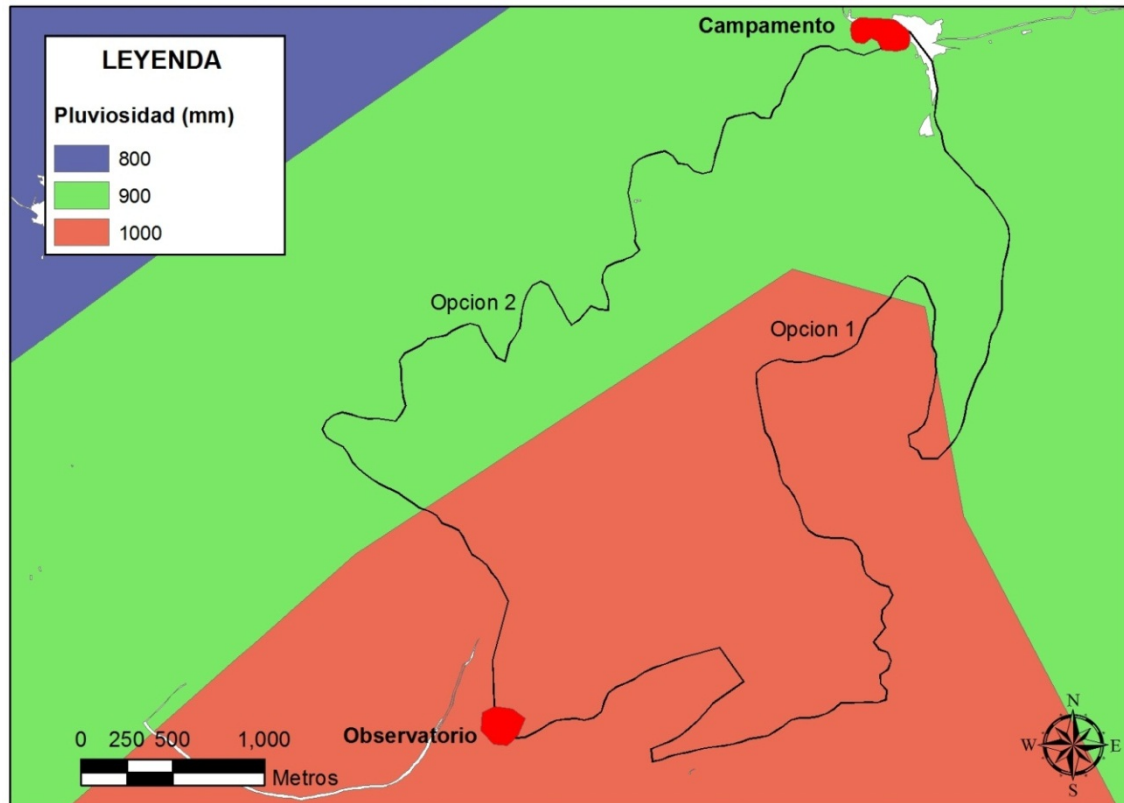 Campamento
LEYENDA
Pluviosidad (mm)
800
900
1000
Opcion 2
Opcion 1
Observatorio
0 250 500 1,000
Metros
N
W E
S